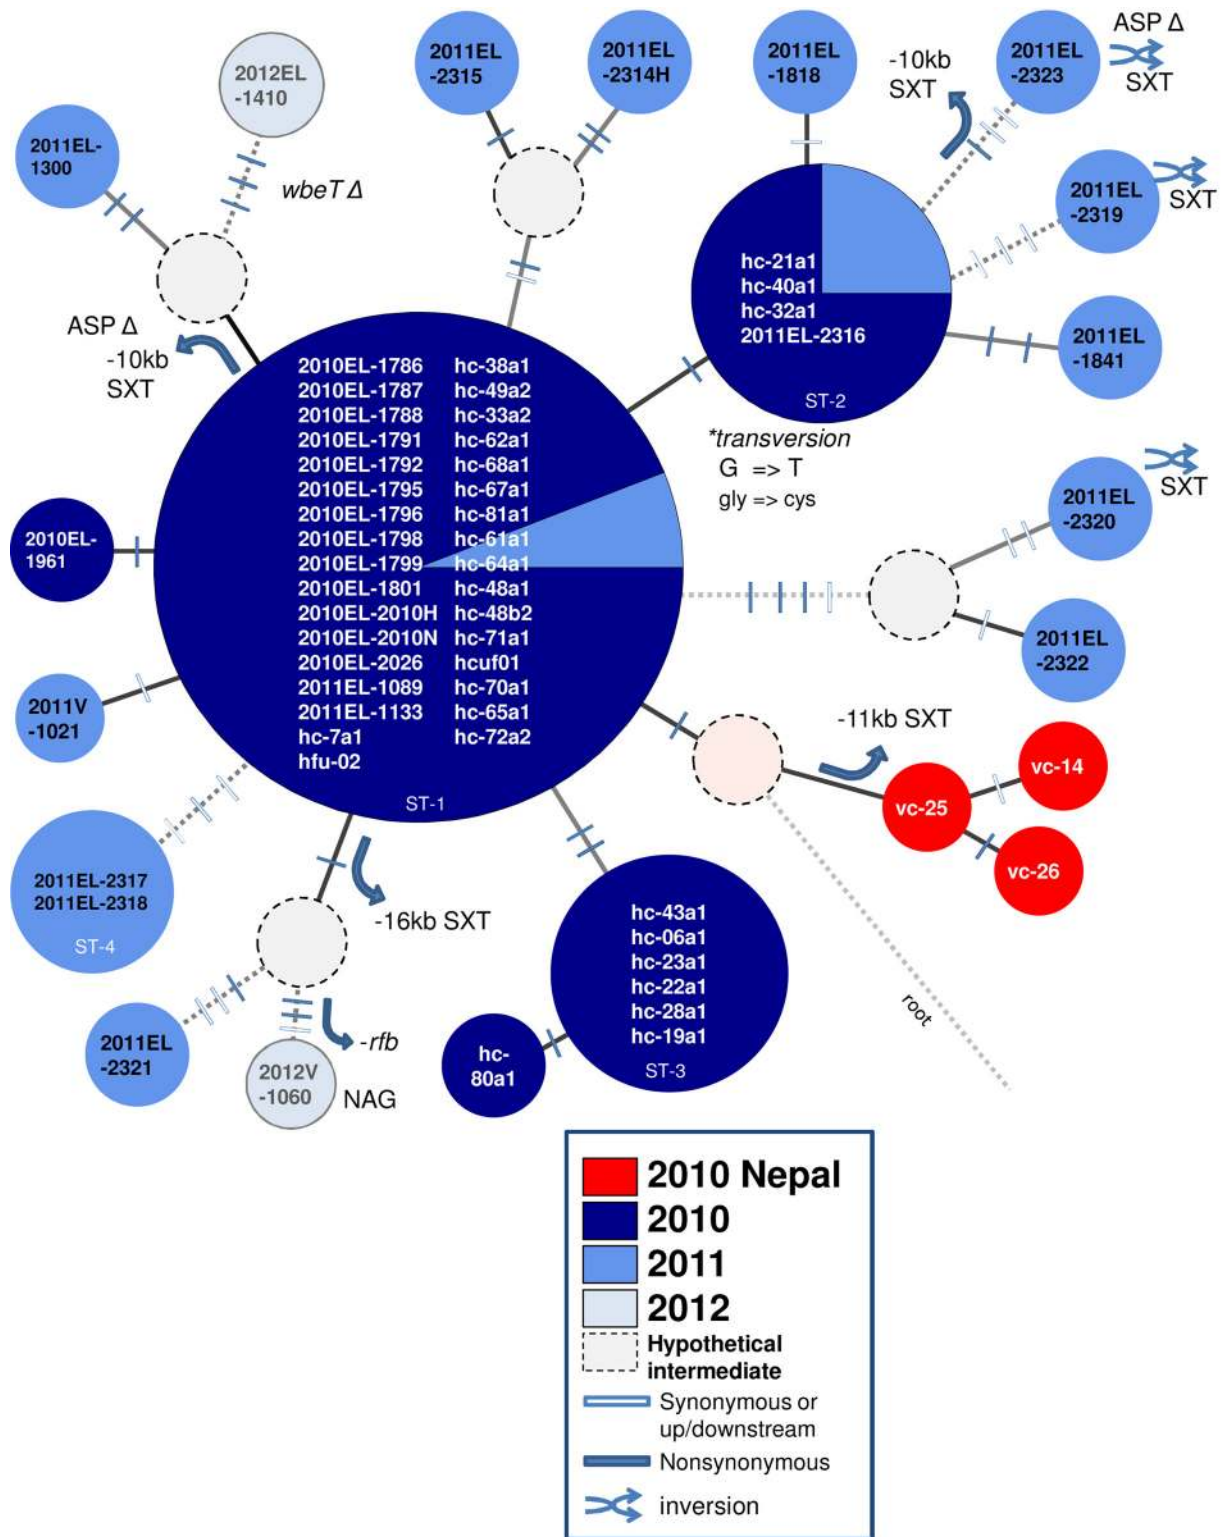 2012EL
-1410
2011EL-
1300
wbeT Δ
2011EL
-2315
2011EL
-2314H
2011EL
-1818
-10kb
SXT
2011EL
-2323
ASP Δ
SXT
2011EL
-2319
SXT
2011EL
-1841
hc-21a1
hc-40a1
hc-32a1
2011EL-2316
ST-2
*transversion
G => T
gly => cys
ASP Δ
-10kb
SXT
2010EL-1786 hc-38a1
2010EL-1787 hc-49a2
2010EL-1788 hc-33a2
2010EL-1791 hc-62a1
2010EL-1792 hc-68a1
2010EL-1795 hc-67a1
2010EL-1796 hc-81a1
2010EL-1798 hc-61a1
2010EL-1799 hc-64a1
2010EL-1801 hc-48a1
2010EL-2010H hc-48b2
2010EL-2010N hc-71a1
2010EL-2026 hcuf01
2011EL-1089 hc-70a1
2011EL-1133 hc-65a1
hc-7a1 hc-72a2
hfu-02
ST-1
2010EL-
1961
2011V
-1021
2011EL-2317
2011EL-2318
ST-4
2011EL
-2320
SXT
2011EL
-2322
-11kb SXT
vc-14
vc-25
vc-26
root
-16kb SXT
2011EL
-2321
-rfb
2012V
-1060
NAG
hc-43a1
hc-06a1
hc-23a1
hc-22a1
hc-28a1
hc-19a1
ST-3
hc-
80a1
2010 Nepal
2010
2011
2012
Hypothetical
intermediate
Synonymous or
up/downstream
Nonsynonymous
inversion